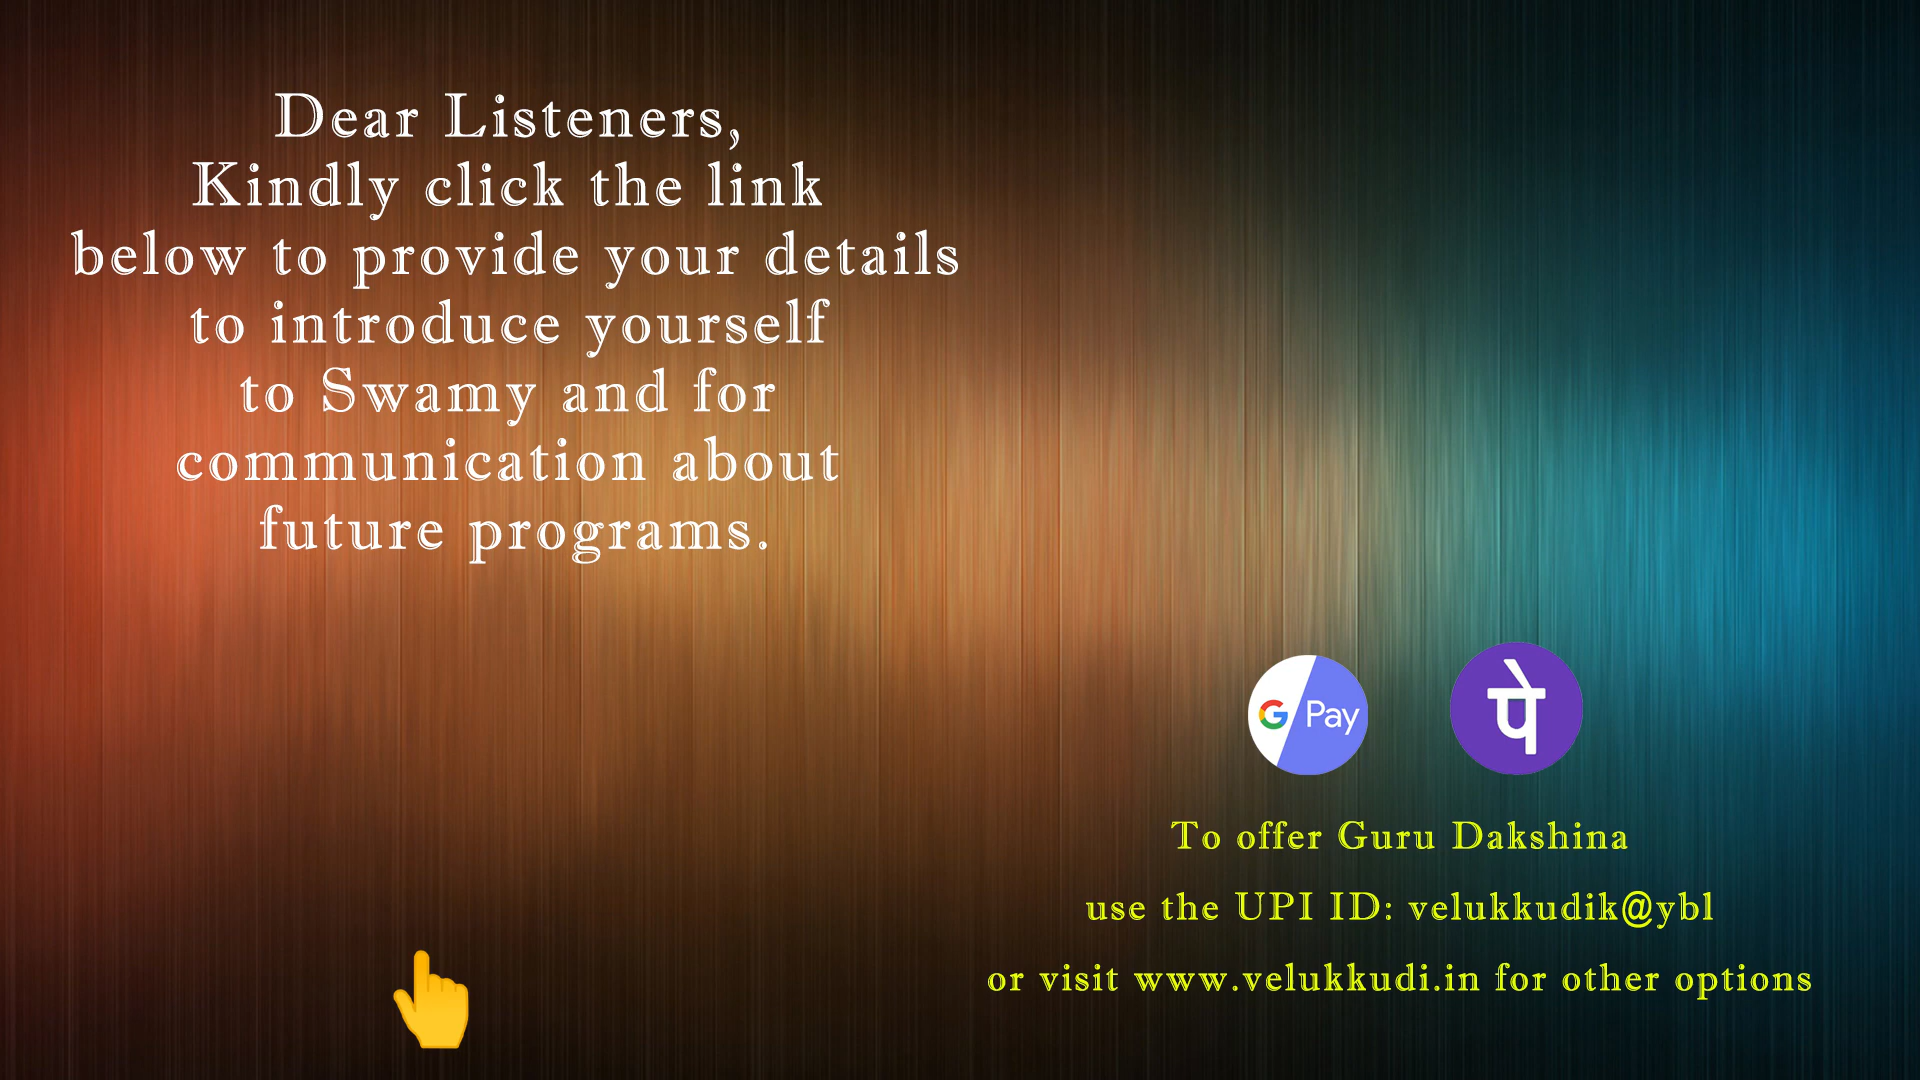 Dear Listeners,
Kindly click the link
below to provide your details
to introduce yourself
to Swamy and for
communication about
future programs.
G Pay
पे
To offer Guru Dakshina
use the UPI ID: velukkudik@ybl
or visit www.velukkudi.in for other options